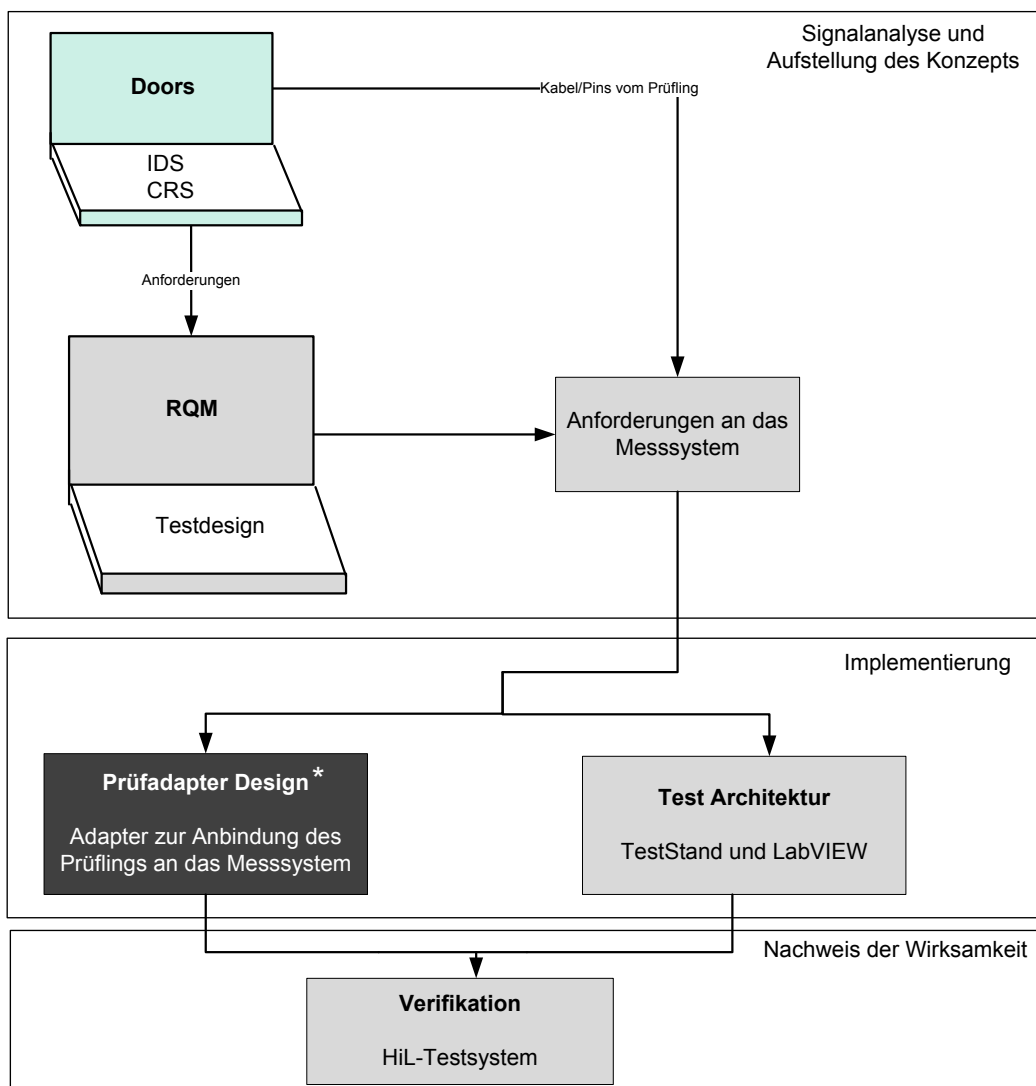 Signalanalyse und
Aufstellung des Konzepts
Doors
Kabel/Pins vom Prüfling
IDS
CRS
Anforderungen
RQM
Anforderungen an das
Messsystem
Testdesign
Implementierung
Prüfadapter Design*
Adapter zur Anbindung des
Prüflings an das Messsystem
Test Architektur
TestStand und LabVIEW
Nachweis der Wirksamkeit
Verifikation
HiL-Testsystem